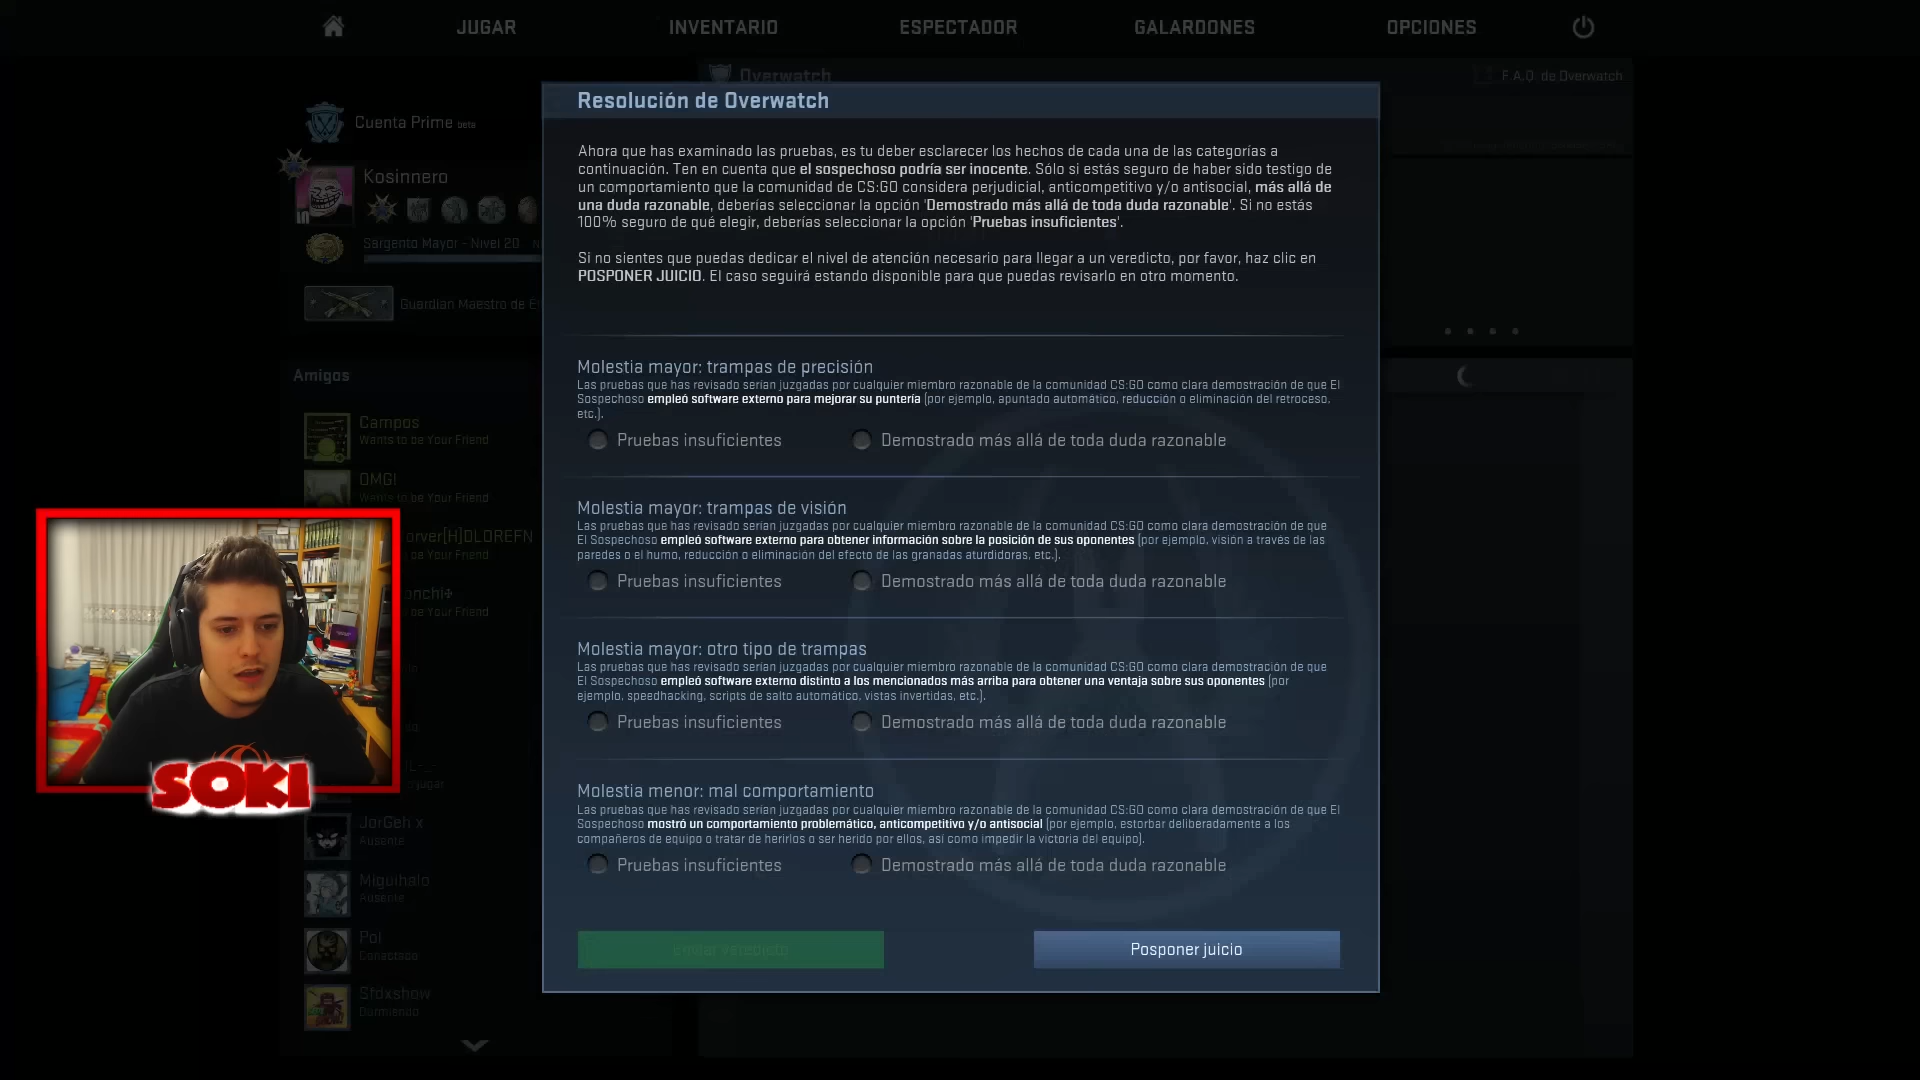 JUGAR
INVENTARIO
ESPECTADOR
GALARDONES
OPCIONES
Overwatch
F.A.Q. de Overwatch
Cuenta Prime beta
Kosinnero
Sargento Mayor - Nivel 20
Guardián Maestro de
Amigos
Campos
Wants to be Your Friend
OMG!
Wants to be Your Friend
arver[H]DLOREFN
be Your Friend
be Your Friend
JorGeh x
Ausente
Miguihalo
Ausente
Pol
Conectado
Sfdxshow
Durmiendo
SOKI
Resolución de Overwatch
Ahora que has examinado las pruebas, es tu deber esclarecer los hechos de cada una de las categorías a
continuación. Ten en cuenta que el sospechoso podría ser inocente. Sólo si estás seguro de haber sido testigo de
un comportamiento que la comunidad de CS:GO considera perjudicial, anticompetitivo y/o antisocial, más allá de
una duda razonable, deberías seleccionar la opción 'Demostrado más allá de toda duda razonable'. Si no estás
100% seguro de qué elegir, deberías seleccionar la opción 'Pruebas insuficientes'.
Si no sientes que puedas dedicar el nivel de atención necesario para llegar a un veredicto, por favor, haz clic en
POSPONER JUICIO. El caso seguirá estando disponible para que puedas revisarlo en otro momento.
Molestia mayor: trampas de precisión
Las pruebas que has revisado serían juzgadas por cualquier miembro razonable de la comunidad CS:GO como clara demostración de que El
Sospechoso empleó software externo para mejorar su puntería (por ejemplo, apuntado automático, reducción o eliminación del retroceso,
etc.).
Pruebas insuficientes
Demostrado más allá de toda duda razonable
Molestia mayor: trampas de visión
Las pruebas que has revisado serían juzgadas por cualquier miembro razonable de la comunidad CS:GO como clara demostración de que
El Sospechoso empleó software externo para obtener información sobre la posición de sus oponentes (por ejemplo, visión a través de las
paredes o el humo, reducción o eliminación del efecto de las granadas aturdidoras, etc.).
Pruebas insuficientes
Demostrado más allá de toda duda razonable
Molestia mayor: otro tipo de trampas
Las pruebas que has revisado serían juzgadas por cualquier miembro razonable de la comunidad CS:GO como clara demostración de que
El Sospechoso empleó software externo distinto a los mencionados más arriba para obtener una ventaja sobre sus oponentes (por
ejemplo, speedhacking, scripts de salto automático, vistas invertidas, etc.).
Pruebas insuficientes
Demostrado más allá de toda duda razonable
Molestia menor: mal comportamiento
Las pruebas que has revisado serían juzgadas por cualquier miembro razonable de la comunidad CS:GO como clara demostración de que El
Sospechoso mostró un comportamiento problemático, anticompetitivo y/o antisocial (por ejemplo, estorbar deliberadamente a los
compañeros de equipo o tratar de herirlos o ser herido por ellos, así como impedir la victoria del equipo).
Pruebas insuficientes
Demostrado más allá de toda duda razonable
Enviar veredicto
Posponer juicio